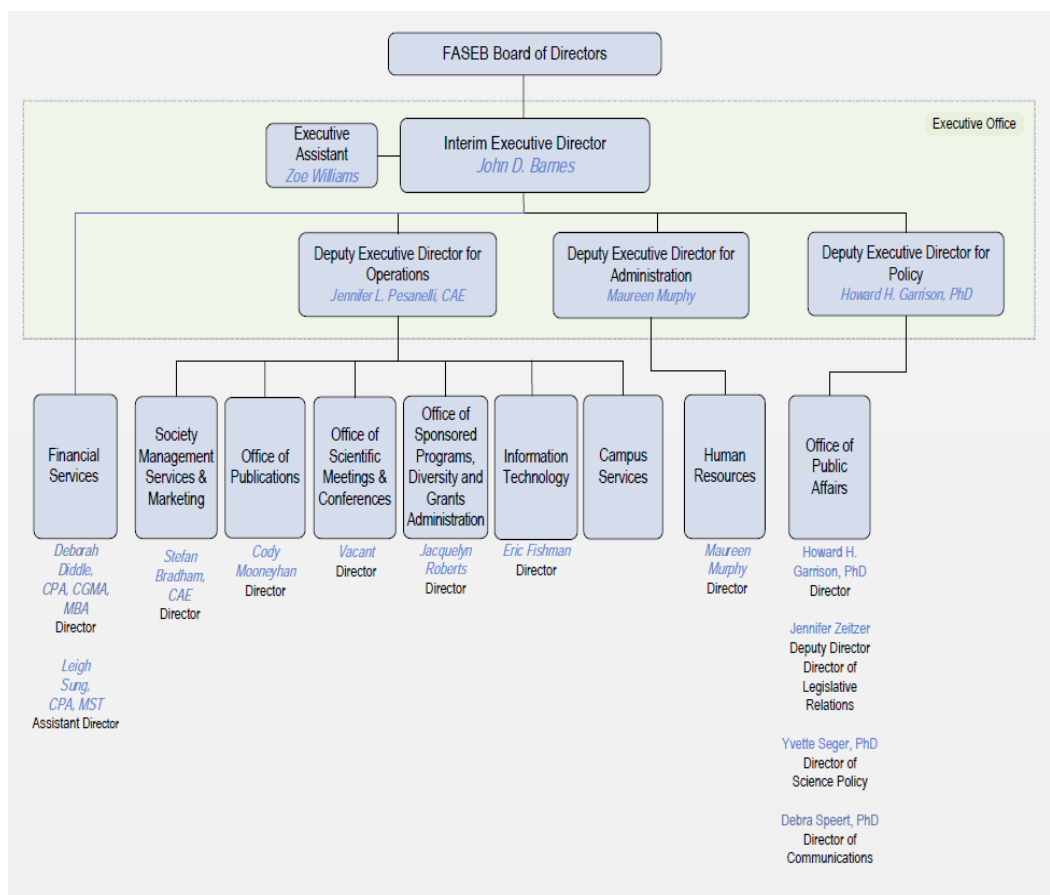 FASEB Board of Directors
Executive Office
Executive
Assistant
Zoe Williams
Interim Executive Director
John D. Barnes
Deputy Executive Director for
Operations
Jennifer L. Pesanelli, CAE
Deputy Executive Director for
Administration
Maureen Murphy
Deputy Executive Director for
Policy
Howard H. Garrison, PhD
Financial
Services
Deborah
Diddle,
CPA, CGMA,
MBA
Director
Leigh
Sung,
CPA, MST
Assistant Director
Society
Management
Services &
Marketing
Stefan
Bradham,
CAE
Director
Office of
Publications
Cody
Mooneyhan
Director
Office of
Scientific
Meetings &
Conferences
Vacant
Director
Office of
Sponsored
Programs,
Diversity and
Grants
Administration
Jacquelyn
Roberts
Director
Information
Technology
Eric Fishman
Director
Campus
Services
Human
Resources
Maureen
Murphy
Director
Office of
Public
Affairs
Howard H.
Garrison, PhD
Director
Jennifer Zeitzer
Deputy Director
Director of
Legislative
Relations
Yvette Seger, PhD
Director of
Science Policy
Debra Speert, PhD
Director of
Communications